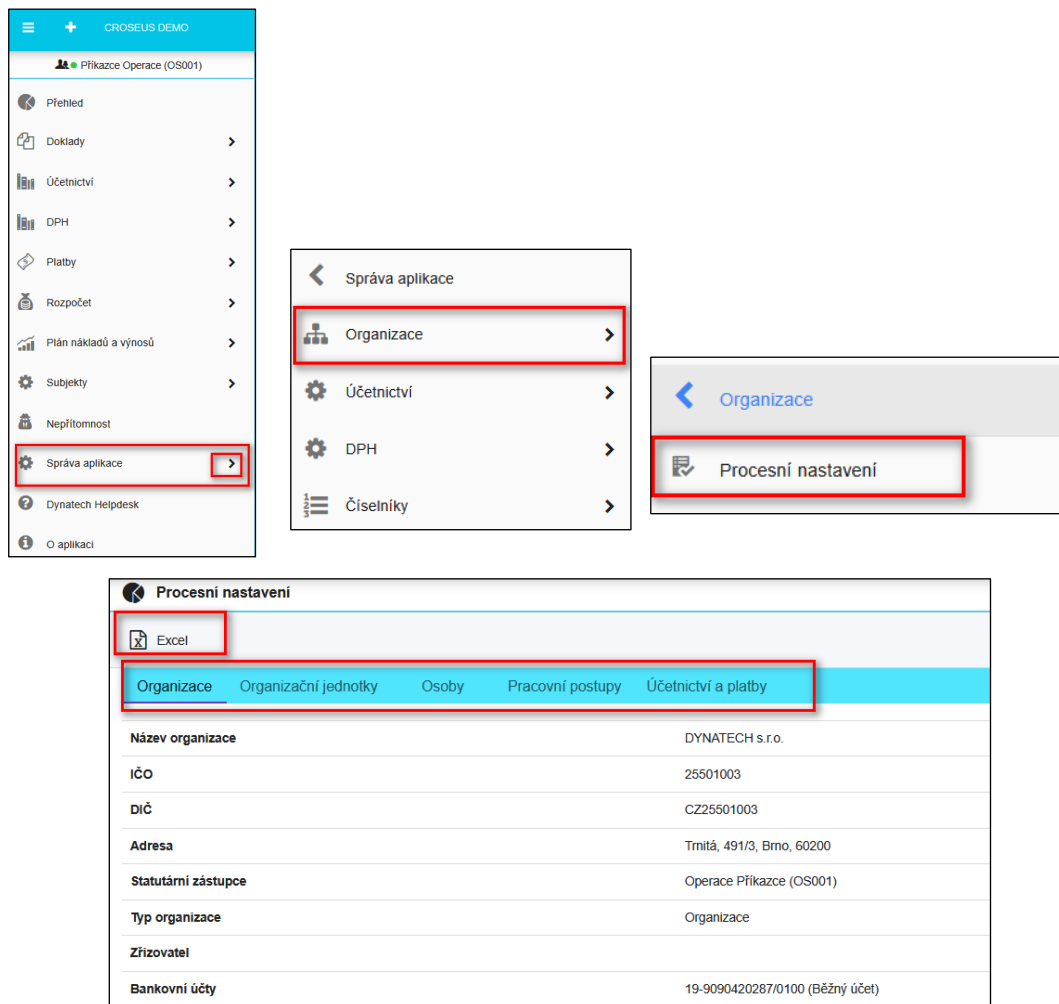 CROSEUS DEMO
Příkazce Operace (OS001)
Přehled
Doklady
Účetnictví
DPH
Platby
Rozpočet
Plán nákladů a výnosů
Subjekty
Nepřítomnost
Správa aplikace
Dynatech Helpdesk
O aplikaci
Správa aplikace
Organizace
Účetnictví
DPH
Číselníky
Organizace
Procesní nastavení
Procesní nastavení
Excel
Organizace Organizační jednotky Osoby Pracovní postupy Účetnictví a platby
Název organizace DYNATECH s.r.o.
IČO 25501003
DIČ CZ25501003
Adresa Trnitá, 491/3, Brno, 60200
Statutární zástupce Operace Příkazce (OS001)
Typ organizace Organizace
Zřizovatel
Bankovní účty 19-9090420287/0100 (Běžný účet)